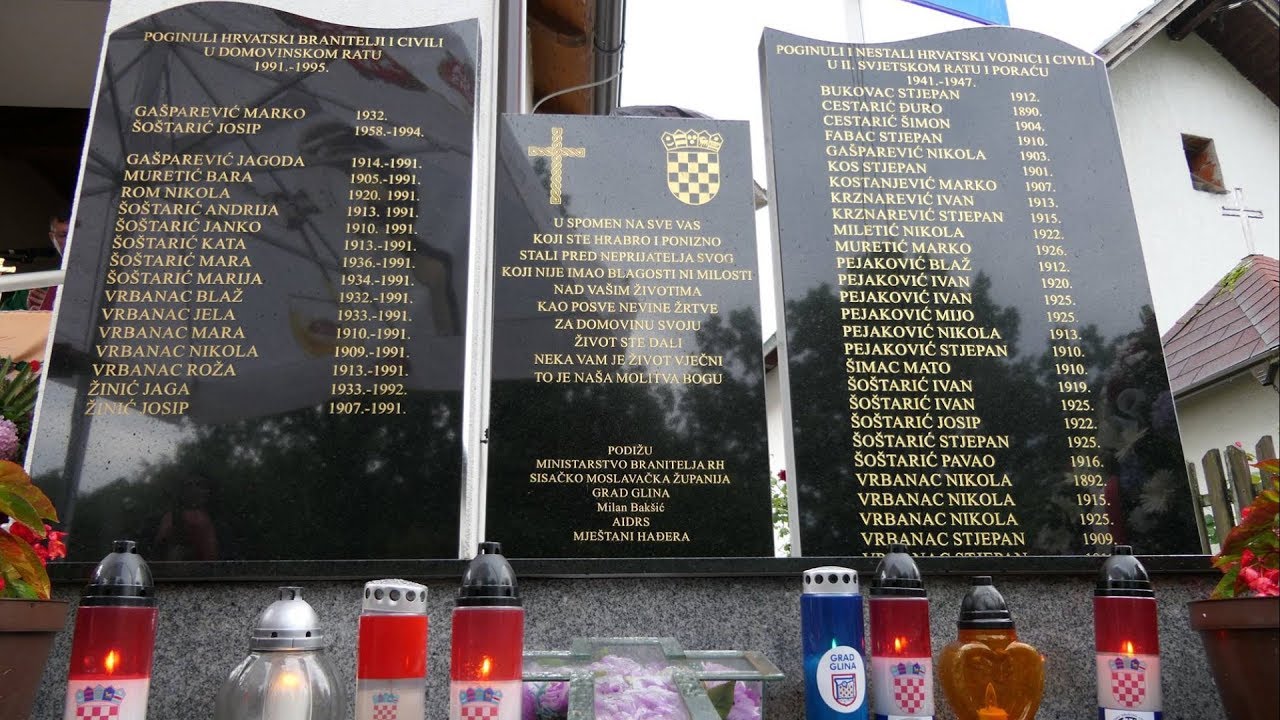 POGINULI HRVATSKI BRANITELJI I CIVILI
U DOMOVINSKOM RATU
1991.-1995.
GAŠPAREVIĆ MARKO 1932.
ŠOŠTARIĆ JOSIP 1958.-1994.
GAŠPAREVIĆ JAGODA 1914.-1991.
MURETIĆ BARA 1905.-1991.
ROM NIKOLA 1920. 1991.
ŠOŠTARIĆ ANDRIJA 1913. 1991.
ŠOŠTARIĆ JANKO 1910. 1991.
ŠOŠTARIĆ KATA 1913.-1991.
ŠOŠTARIĆ MARA 1936.-1991.
ŠOŠTARIĆ MARIJA 1934.-1991.
VRBANAC BLAŽ 1932.-1991.
VRBANAC JELA 1933.-1991.
VRBANAC MARA 1910.-1991.
VRBANAC NIKOLA 1909.-1991.
VRBANAC ROŽA 1913.-1991.
ŽINIĆ JAGA 1933.-1992.
ŽINIĆ JOSIP 1907.-1991.
U SPOMEN NA SVE VAS
KOJI STE HRABRO I PONIZNO
STALI PRED NEPRIJATELJA SVOG
KOJI NIJE IMAO BLAGOSTI NI MILOSTI
NAD VAŠIM ŽIVOTIMA
KAO POSVE NEVINE ŽRTVE
ZA DOMOVINU SVOJU
ŽIVOT STE DALI
NEKA VAM JE ŽIVOT VJEČNI
TO JE NAŠA MOLITVA BOGU
PODIŽU
MINISTARSTVO BRANITELJA RH
SISAČKO MOSLAVAČKA ŽUPANIJA
GRAD GLINA
Milan Bakšić
AIDRS
MJEŠTANI HAĐERA
POGINULI I NESTALI HRVATSKI VOJNICI I CIVILI
U II. SVJETSKOM RATU I PORAĆU
1941.-1947.
BUKOVAC STJEPAN 1912.
CESTARIĆ ĐURO 1890.
CESTARIĆ ŠIMON 1904.
FABAC STJEPAN 1910.
GAŠPAREVIĆ NIKOLA 1903.
KOS STJEPAN 1901.
KOSTANJEVIĆ MARKO 1907.
KRZNAREVIĆ IVAN 1913.
KRZNAREVIĆ STJEPAN 1915.
MILETIĆ NIKOLA 1922.
MURETIĆ MARKO 1926.
PEJAKOVIĆ BLAŽ 1912.
PEJAKOVIĆ IVAN 1920.
PEJAKOVIĆ IVAN 1925.
PEJAKOVIĆ MIJO 1925.
PEJAKOVIĆ NIKOLA 1913.
PEJAKOVIĆ STJEPAN 1910.
ŠIMAC MATO 1910.
ŠOŠTARIĆ IVAN 1919.
ŠOŠTARIĆ IVAN 1925.
ŠOŠTARIĆ JOSIP 1922.
ŠOŠTARIĆ STJEPAN 1925.
ŠOŠTARIĆ PAVAO 1916.
VRBANAC NIKOLA 1892.
VRBANAC NIKOLA 1915.
VRBANAC NIKOLA 1925.
VRBANAC STJEPAN 1909.
VRBANAC STJEPAN
GRAD
GLINA